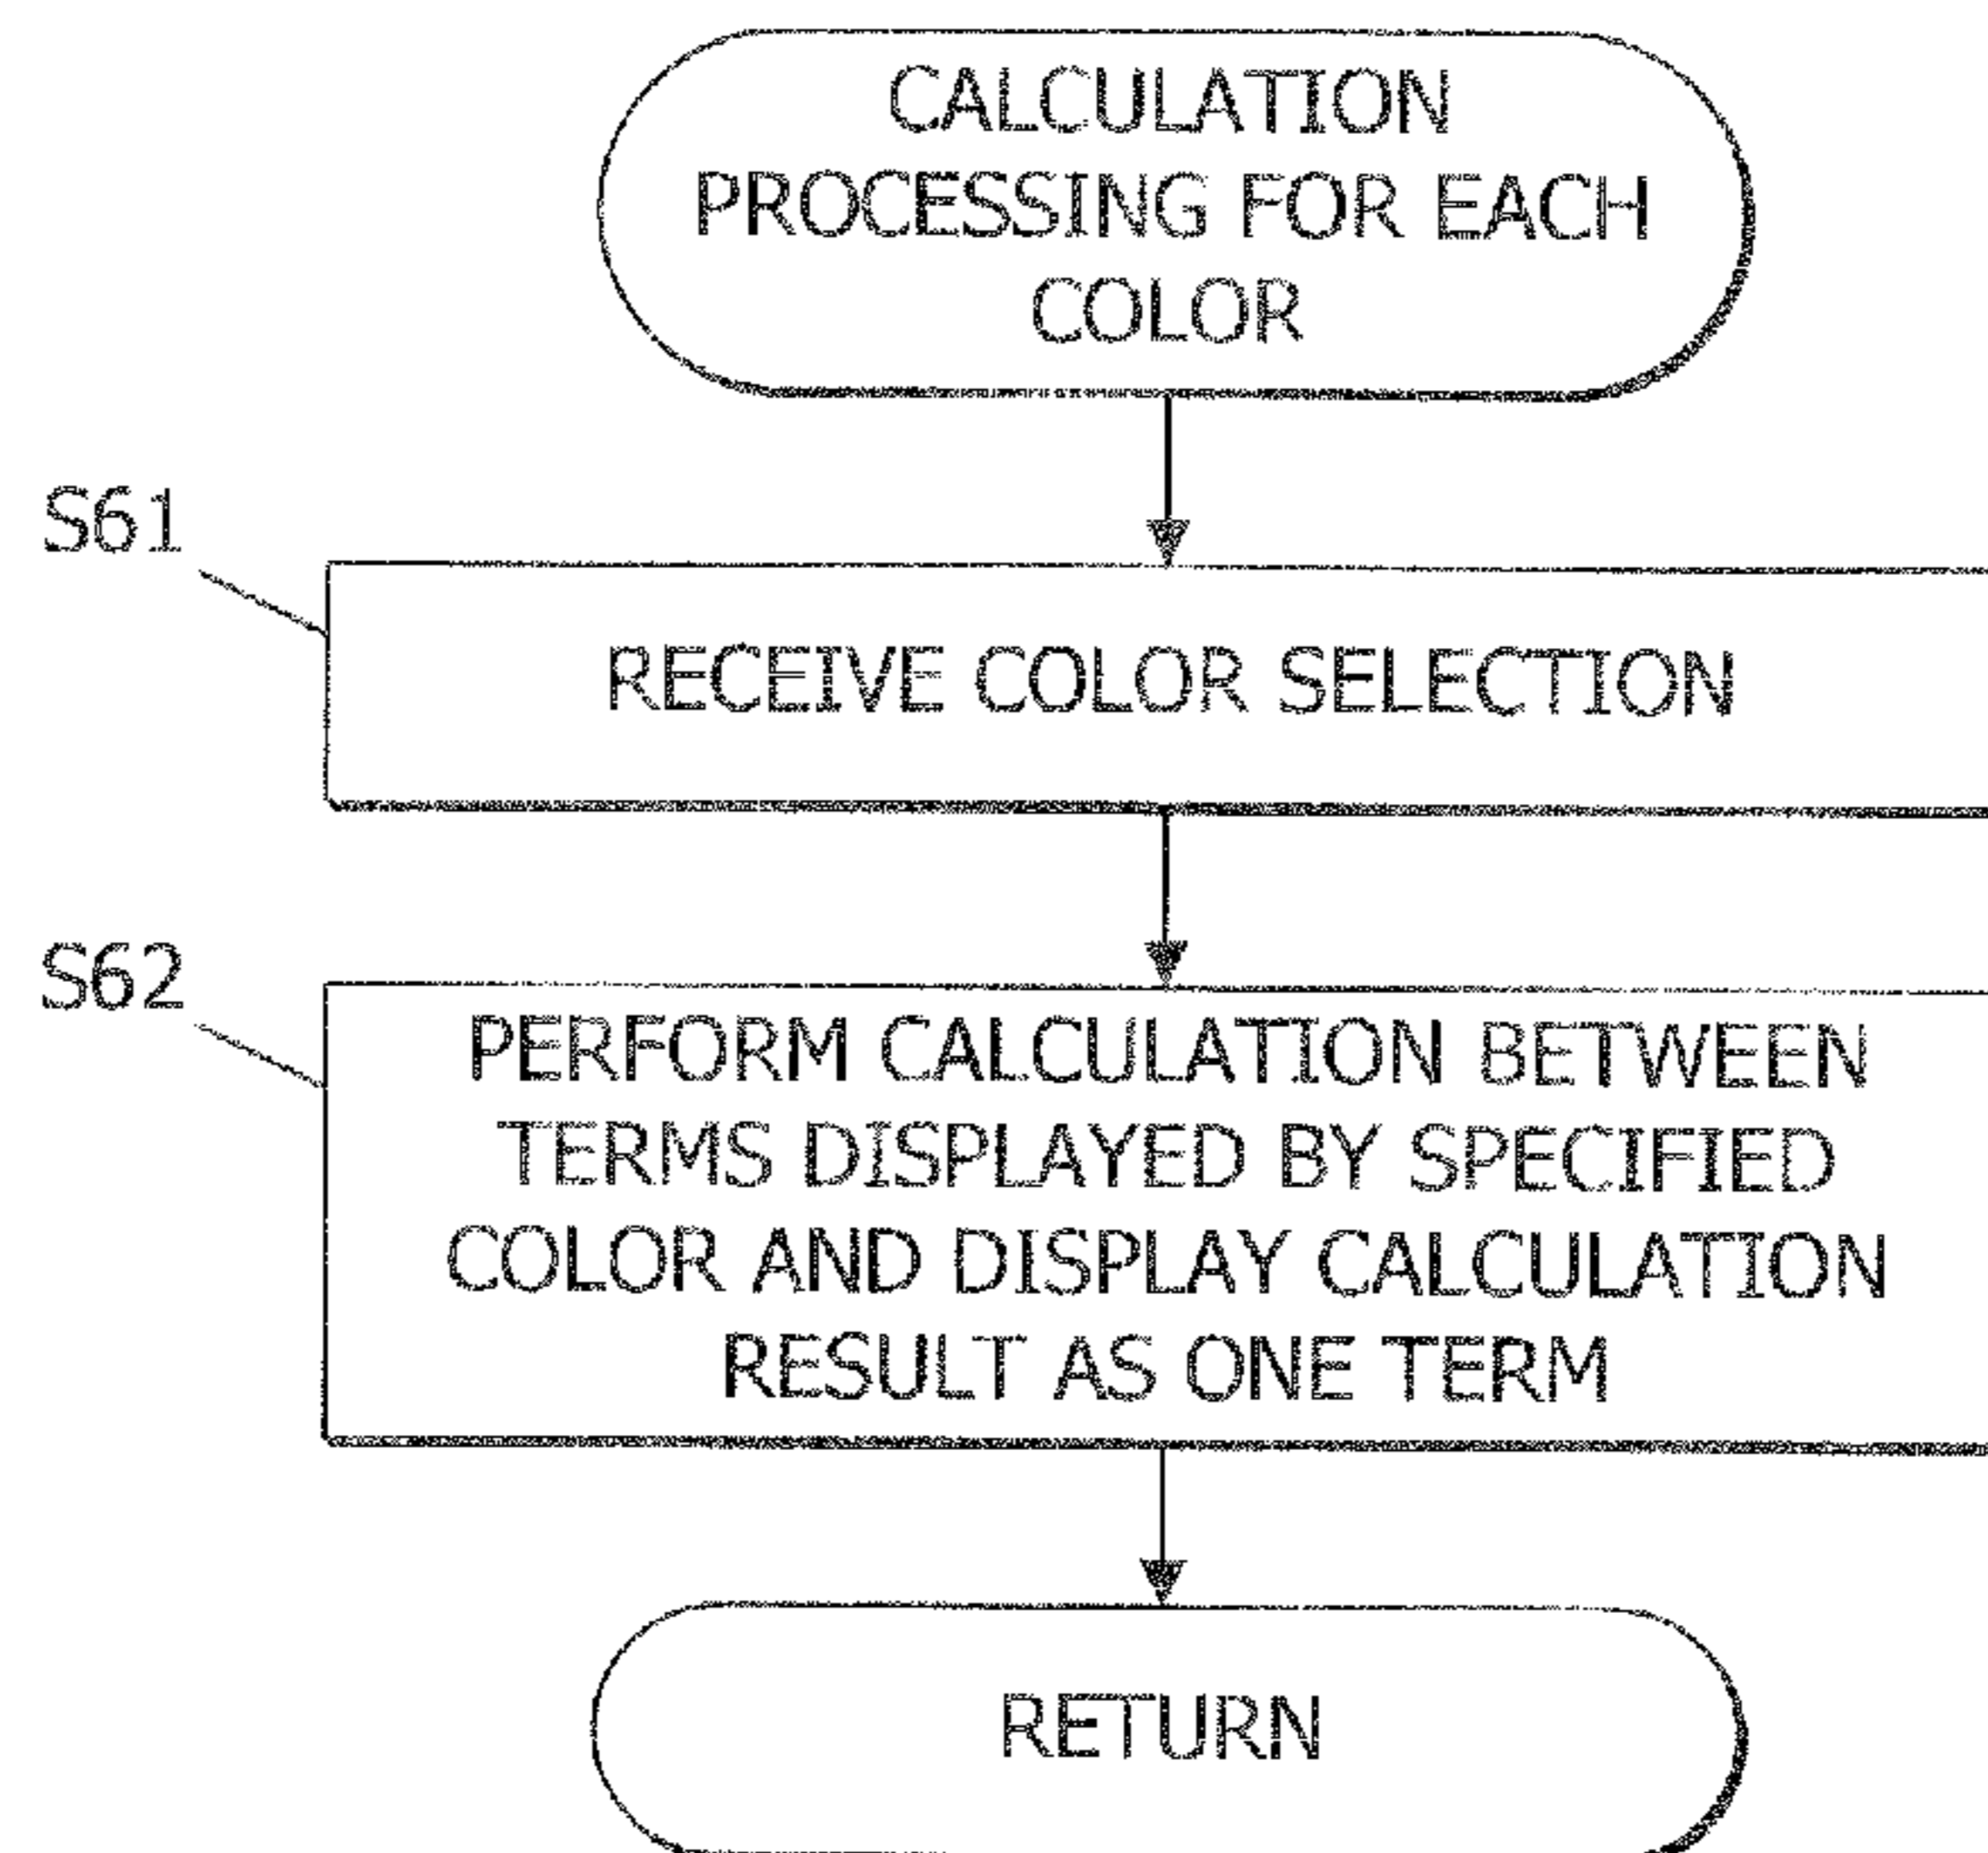 CALCULATION
PROCESSING FOR EACH
COLOR
S61
RECEIVE COLOR SELECTION
S62
PERFORM CALCULATION BETWEEN
TERMS DISPLAYED BY SPECIFIED
COLOR AND DISPLAY CALCULATION
RESULT AS ONE TERM
RETURN